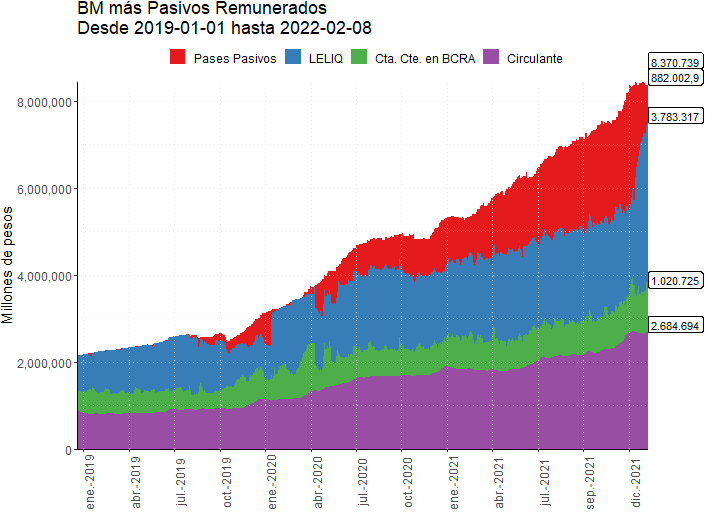 BM más Pasivos Remunerados
Desde 2019-01-01 hasta 2022-02-08
Pases Pasivos LELIQ Cta. Cte. en BCRA Circulante
8.370.739
882.002,9
3.783.317
1.020.725
2.684.694
Millones de pesos
8,000,000
6,000,000
4,000,000
2,000,000
0
ene.-2019
abr.-2019
jul.-2019
oct.-2019
ene.-2020
abr.-2020
jul.-2020
oct.-2020
ene.-2021
abr.-2021
jul.-2021
sep.-2021
dic.-2021